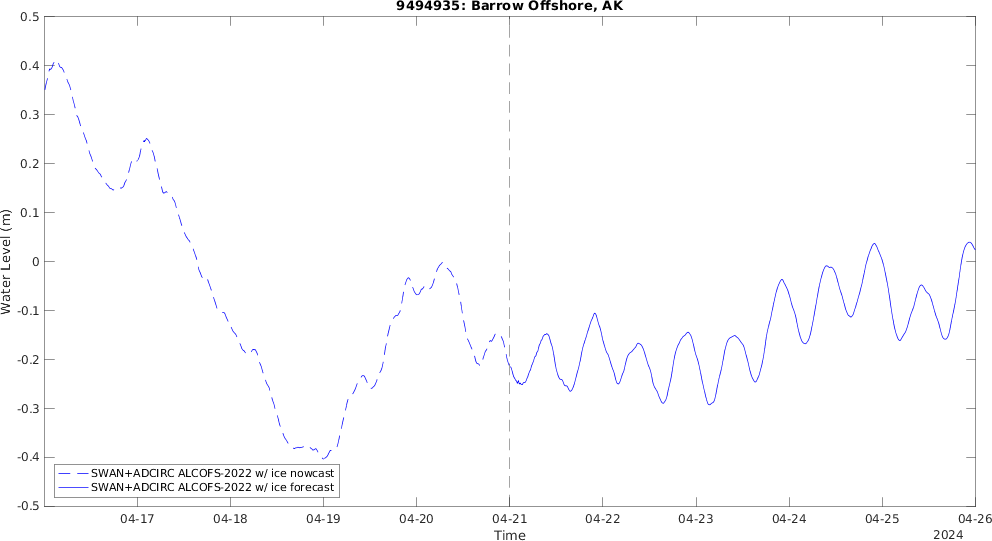 9494935: Barrow Offshore, AK
Water Level (m)
0.5
0.4
0.3
0.2
0.1
0
-0.1
-0.2
-0.3
-0.4
-0.5
SWAN+ADCIRC ALCOFS-2022 w/ ice nowcast
SWAN+ADCIRC ALCOFS-2022 w/ ice forecast
04-17 04-18 04-19 04-20 04-21 04-22 04-23 04-24 04-25 04-26
Time
2024